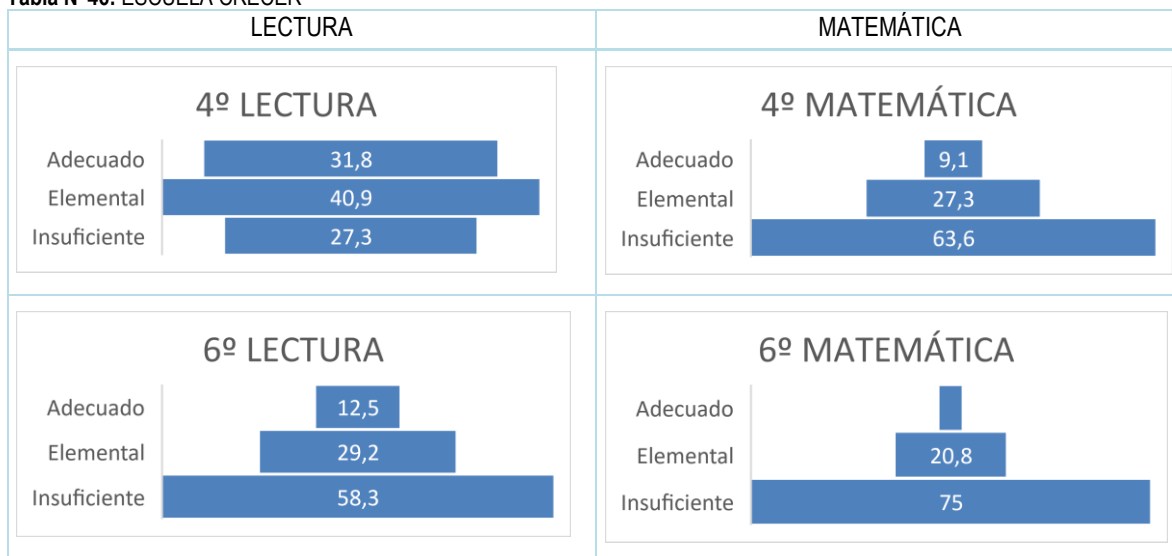 LECTURA
MATEMÁTICA
4º LECTURA
Adecuado 31,8
Elemental 40,9
Insuficiente 27,3
4º MATEMÁTICA
Adecuado 9,1
Elemental 27,3
Insuficiente 63,6
6º LECTURA
Adecuado 12,5
Elemental 29,2
Insuficiente 58,3
6º MATEMÁTICA
Adecuado
Elemental 20,8
Insuficiente 75